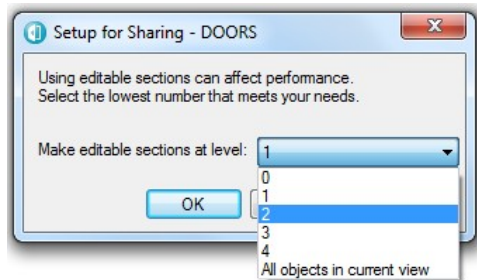 Setup for Sharing - DOORS
Using editable sections can affect performance.
Select the lowest number that meets your needs.
Make editable sections at level: 1
0
1
2
OK
3
4
All objects in current view